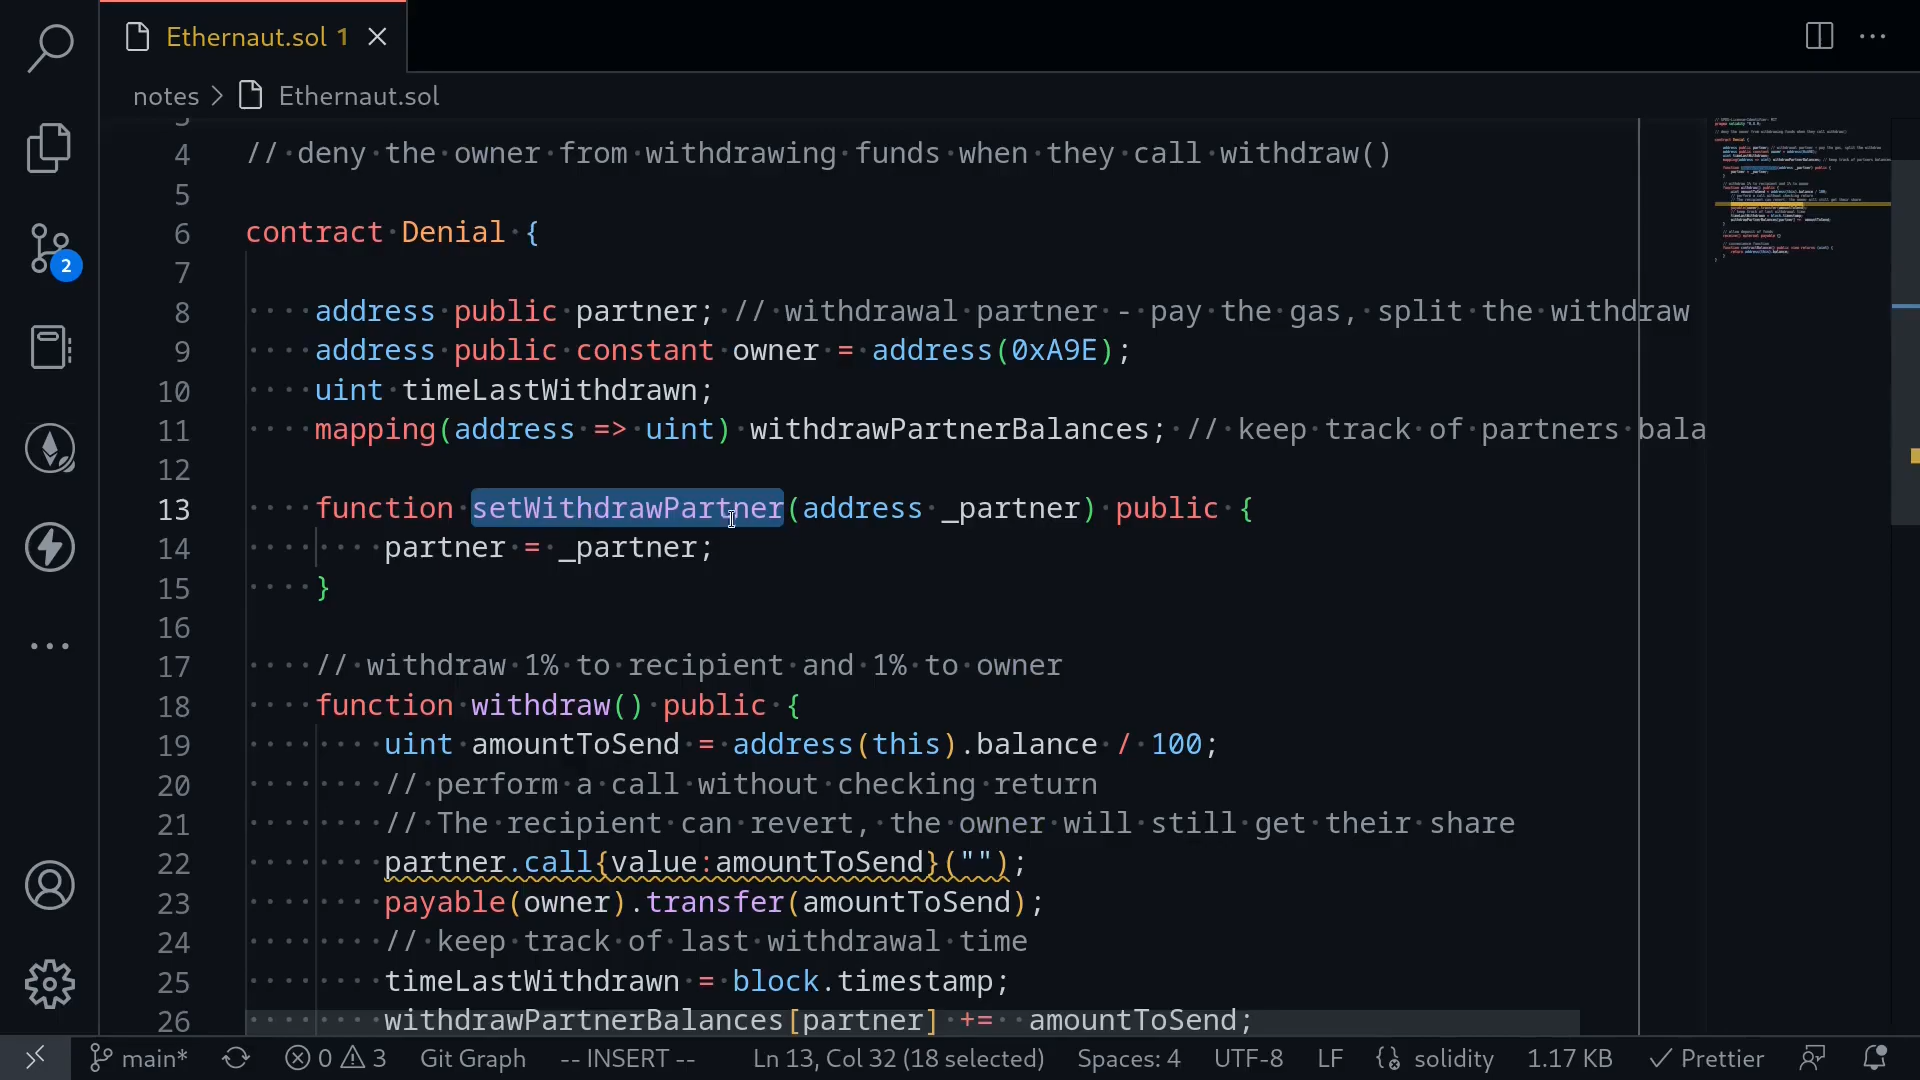 Ethernaut.sol 1
notes > Ethernaut.sol
4 // deny the owner from withdrawing funds when they call withdraw()
5
6 contract Denial {
7
8 address public partner; // withdrawal partner - pay the gas, split the withdraw
9 address public constant owner = address(0xA9E);
10 uint timeLastWithdrawn;
11 mapping(address => uint) withdrawPartnerBalances; // keep track of partners bala
12
13 function setWithdrawPartner(address _partner) public {
14 partner = _partner;
15 }
16
17 // withdraw 1% to recipient and 1% to owner
18 function withdraw() public {
19 uint amountToSend = address(this).balance / 100;
20 // perform a call without checking return
21 // The recipient can revert, the owner will still get their share
22 partner.call{value:amountToSend}("");
23 payable(owner).transfer(amountToSend);
24 // keep track of last withdrawal time
25 timeLastWithdrawn = block.timestamp;
26 withdrawPartnerBalances[partner] += amountToSend;
2
main* 0 3 Git Graph -- INSERT -- Ln 13, Col 32 (18 selected) Spaces: 4 UTF-8 LF solidity 1.17 KB Prettier